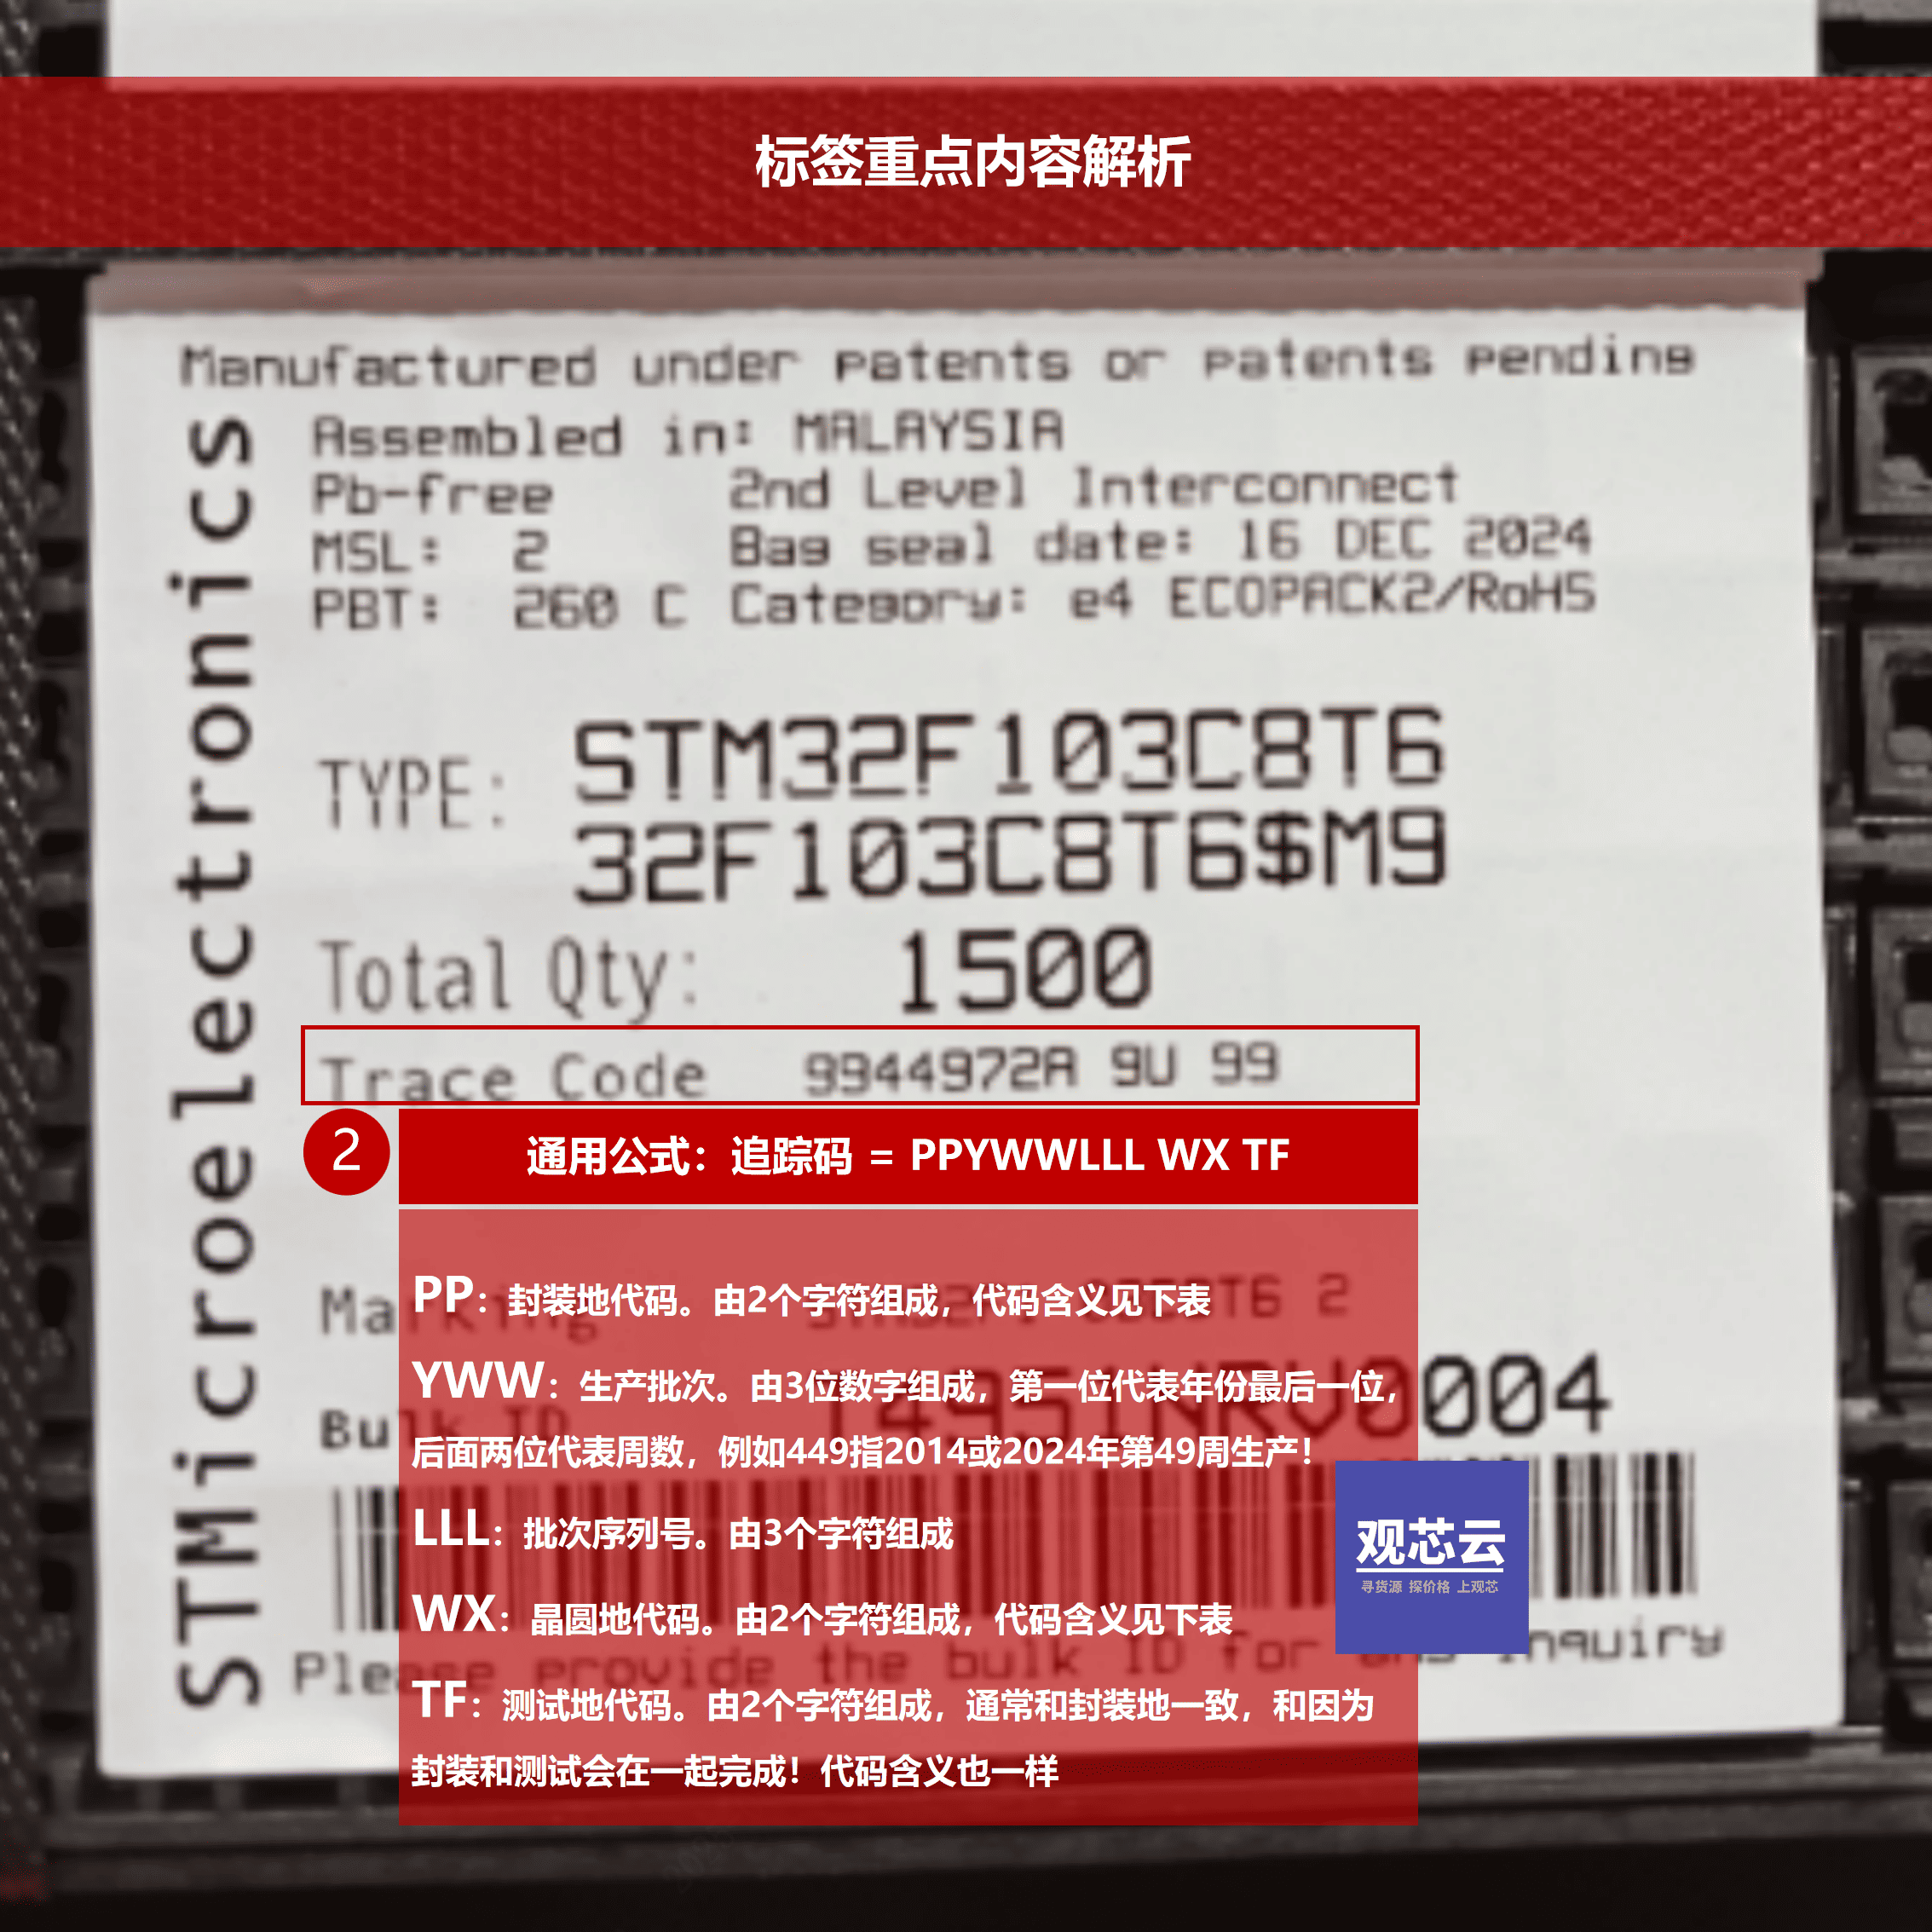 标签重点内容解析
Manufactured under patents or patents pending
Assembled in: MALAYSIA
Pb-free 2nd Level Interconnect
MSL: 2 Bag seal date: 16 DEC 2024
PBT: 260 C Category: e4 ECOPACK2/RoHS
STMicroelectronics
TYPE: STM32F103C8T6
32F103C8T6$M9
Total Qty: 1500
Trace Code 9944972A 9U 99
2
通用公式：追踪码 = PPYWWLLL WX TF
Marking
PP：封装地代码。由2个字符组成，代码含义见下表
YWW：生产批次。由3位数字组成，第一位代表年份最后一位，
后面两位代表周数，例如449指2014或2024年第49周生产！
Bulk ID
LLL：批次序列号。由3个字符组成
WX：晶圆地代码。由2个字符组成，代码含义见下表
Please provide the bulk ID for any inquiry
TF：测试地代码。由2个字符组成，通常和封装地一致，和因为
封装和测试会在一起完成！代码含义也一样
观芯云
寻货源 探价格 上观芯